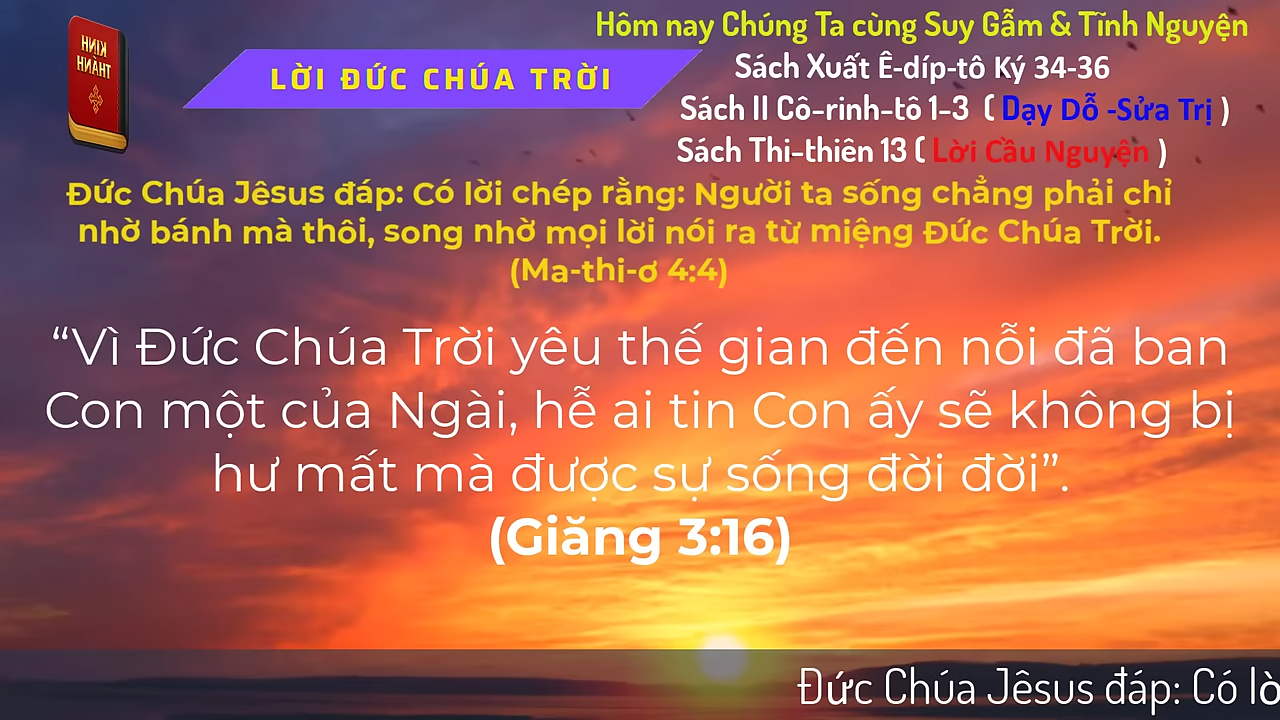 KINH
THÁNH
LỜI ĐỨC CHÚA TRỜI
Hôm nay Chúng Ta cùng Suy Gẫm & Tĩnh Nguyện
Sách Xuất Ê-díp-tô Ký 34-36
Sách II Cô-rinh-tô 1-3 ( Dạy Dỗ -Sửa Trị )
Sách Thi-thiên 13 ( Lời Cầu Nguyện )
Đức Chúa Jêsus đáp: Có lời chép rằng: Người ta sống chẳng phải chỉ
nhờ bánh mà thôi, song nhờ mọi lời nói ra từ miệng Đức Chúa Trời.
(Ma-thi-ơ 4:4)
“Vì Đức Chúa Trời yêu thế gian đến nỗi đã ban
Con một của Ngài, hễ ai tin Con ấy sẽ không bị
hư mất mà được sự sống đời đời”.
(Giăng 3:16)
Đức Chúa Jêsus đáp: Có lờ